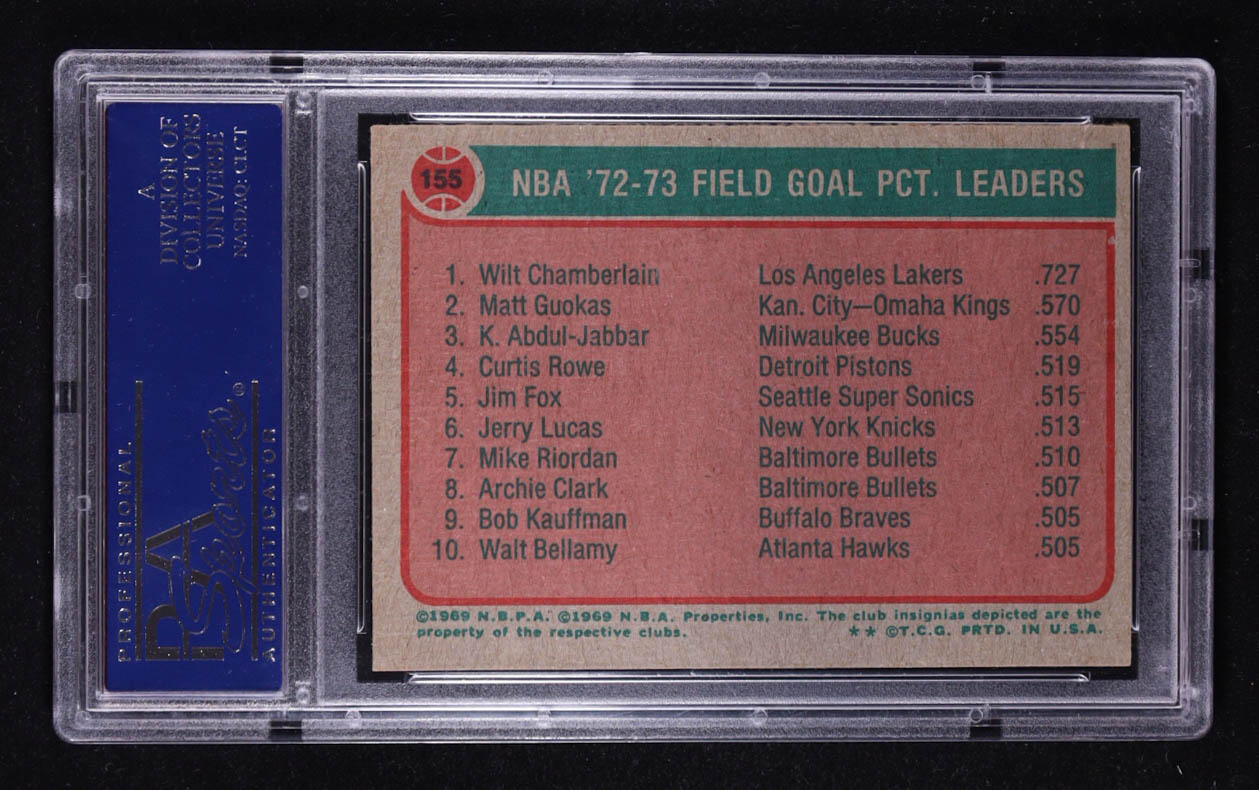 A
DIVISION OF
COLLECTORS
UNIVERSE
NASDAQ: CLCT
PROFESSIONAL
PSA
Sports®
AUTHENTICATOR
155
NBA '72-73 FIELD GOAL PCT. LEADERS
1. Wilt Chamberlain Los Angeles Lakers .727
2. Matt Guokas Kan. City—Omaha Kings .570
3. K. Abdul-Jabbar Milwaukee Bucks .554
4. Curtis Rowe Detroit Pistons .519
5. Jim Fox Seattle Super Sonics .515
6. Jerry Lucas New York Knicks .513
7. Mike Riordan Baltimore Bullets .510
8. Archie Clark Baltimore Bullets .507
9. Bob Kauffman Buffalo Braves .505
10. Walt Bellamy Atlanta Hawks .505
©1969 N.B.P.A. ©1969 N.B.A. Properties, Inc. The club insignias depicted are the
property of the respective clubs. ** ©T.C.G. PRTD. IN U.S.A.